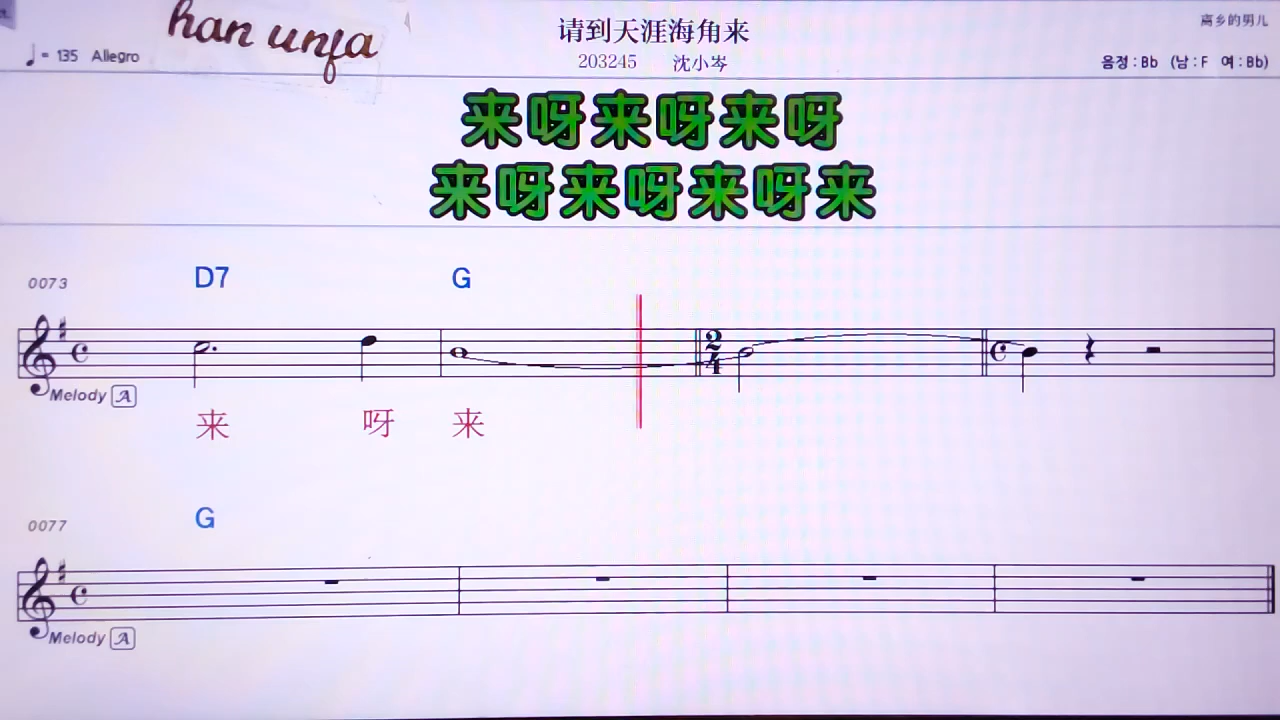 han unja
请到天涯海角来
离乡的男儿
♩= 135 Allegro
203245 沈小岑
음정 : Bb (남 : F 여 : Bb)
来呀来呀来呀
来呀来呀来呀来
0073
D7 G
2
4
Melody A
来 呀 来
0077
G
Melody A